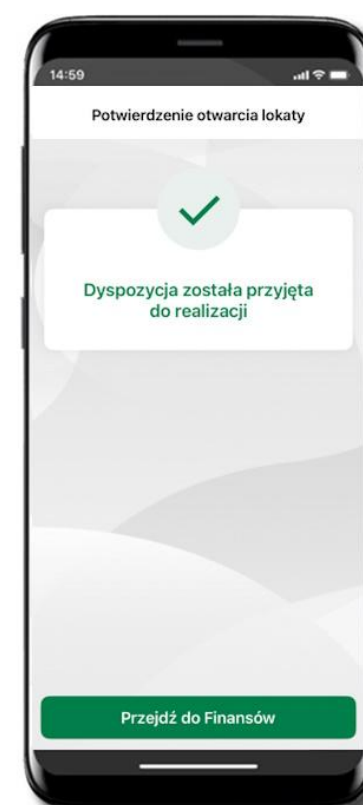 14:59
Potwierdzenie otwarcia lokaty
Dyspozycja została przyjęta
do realizacji
Przejdź do Finansów